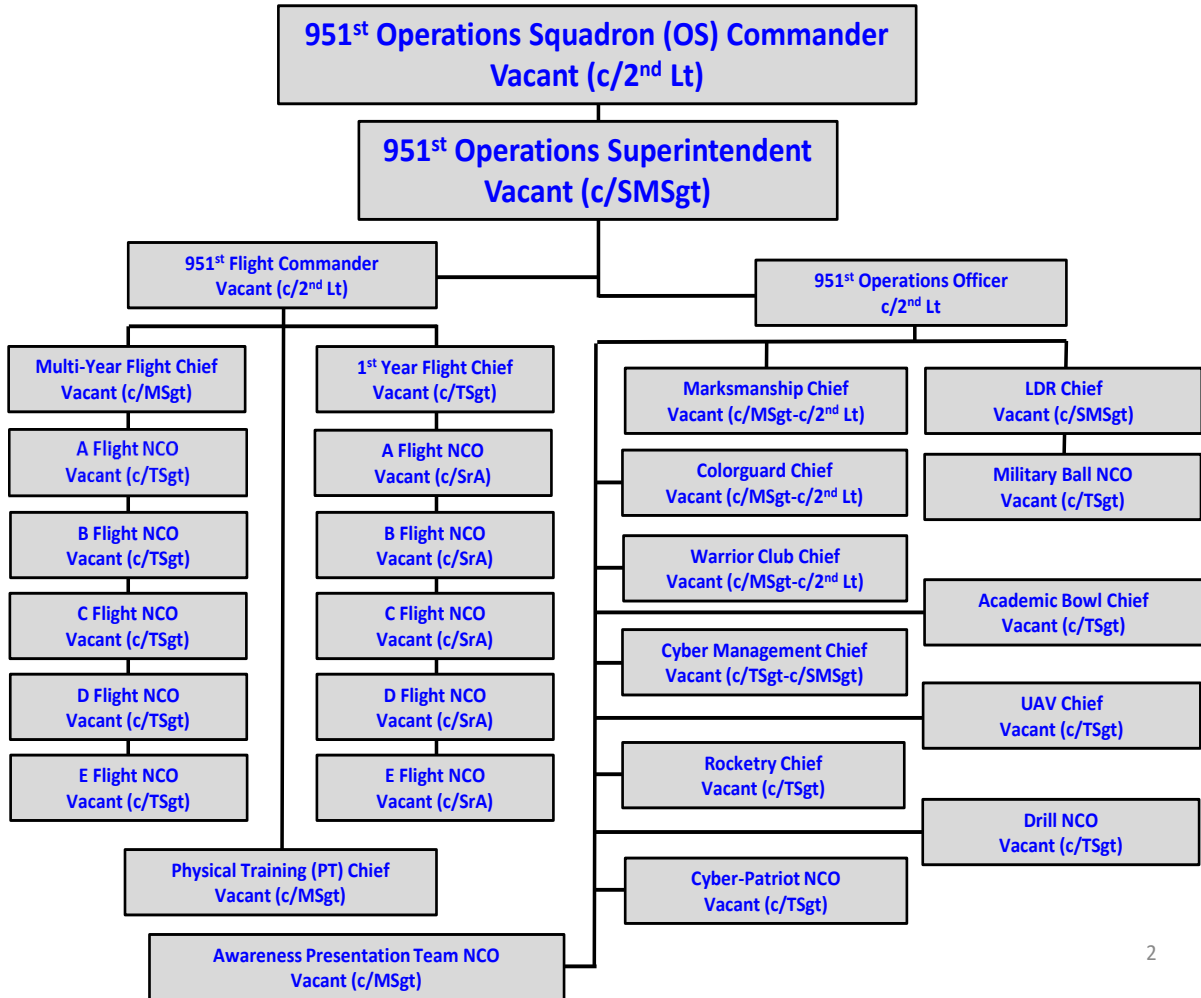 951st Operations Squadron (OS) Commander
Vacant (c/2nd Lt)
951st Operations Superintendent
Vacant (c/SMSgt)
951st Flight Commander
Vacant (c/2nd Lt)
951st Operations Officer
c/2nd Lt
Multi-Year Flight Chief
Vacant (c/MSgt)
A Flight NCO
Vacant (c/TSgt)
B Flight NCO
Vacant (c/TSgt)
C Flight NCO
Vacant (c/TSgt)
D Flight NCO
Vacant (c/TSgt)
E Flight NCO
Vacant (c/TSgt)
1st Year Flight Chief
Vacant (c/TSgt)
A Flight NCO
Vacant (c/SrA)
B Flight NCO
Vacant (c/SrA)
C Flight NCO
Vacant (c/SrA)
D Flight NCO
Vacant (c/SrA)
E Flight NCO
Vacant (c/SrA)
Physical Training (PT) Chief
Vacant (c/MSgt)
Marksmanship Chief
Vacant (c/MSgt-c/2nd Lt)
Colorguard Chief
Vacant (c/MSgt-c/2nd Lt)
Warrior Club Chief
Vacant (c/MSgt-c/2nd Lt)
Cyber Management Chief
Vacant (c/TSgt-c/SMSgt)
Rocketry Chief
Vacant (c/TSgt)
Cyber-Patriot NCO
Vacant (c/TSgt)
LDR Chief
Vacant (c/SMSgt)
Military Ball NCO
Vacant (c/TSgt)
Academic Bowl Chief
Vacant (c/TSgt)
UAV Chief
Vacant (c/TSgt)
Drill NCO
Vacant (c/TSgt)
Awareness Presentation Team NCO
Vacant (c/MSgt)
2